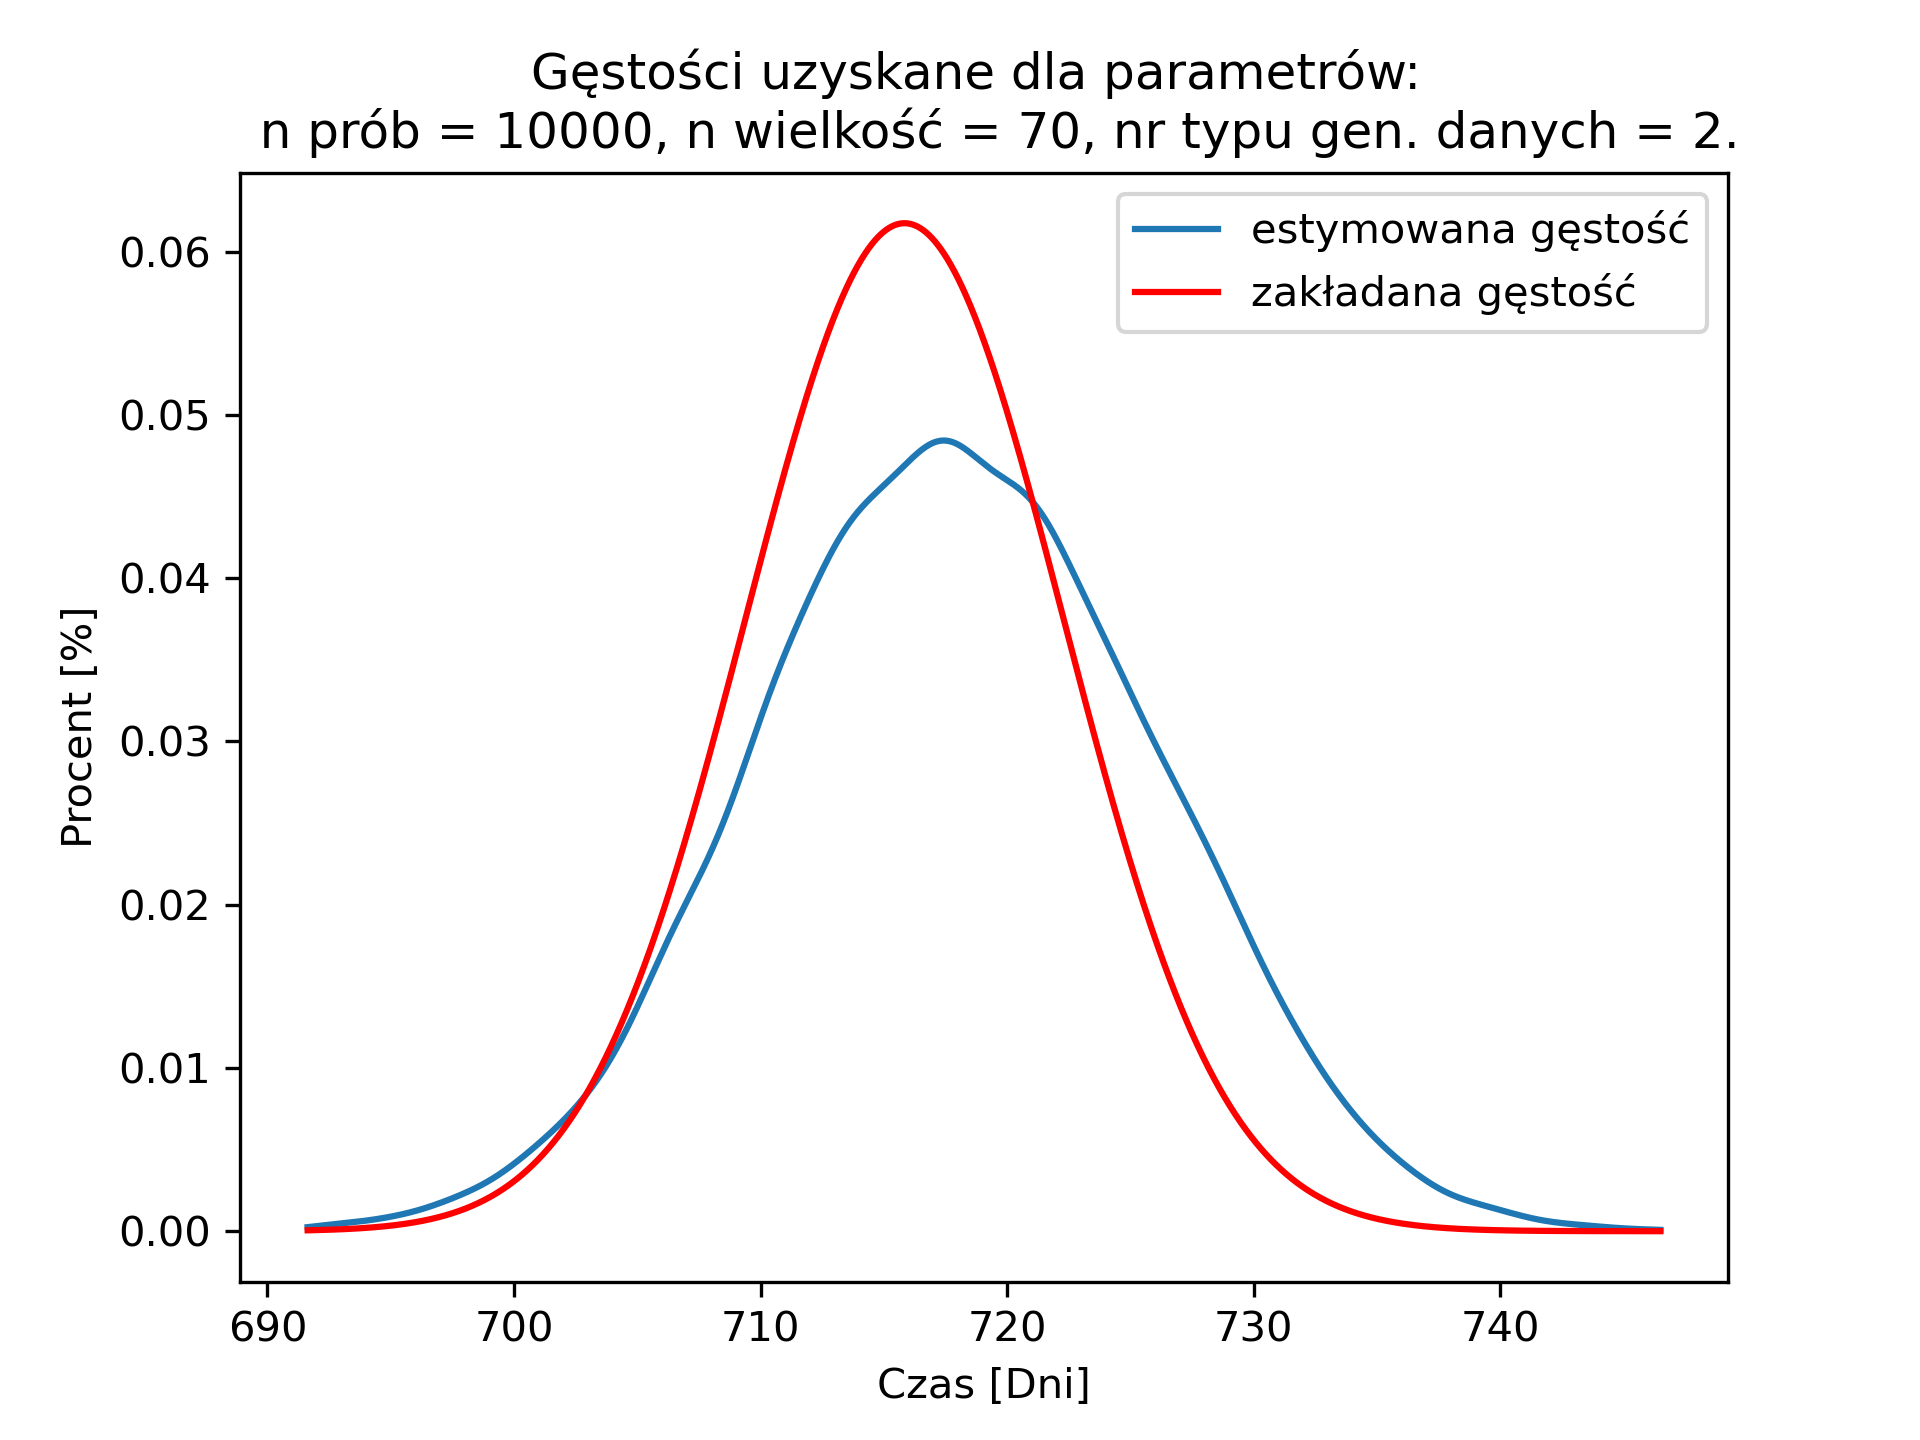 Gęstości uzyskane dla parametrów:
n prób = 10000, n wielkość = 70, nr typu gen. danych = 2.
estymowana gęstość
zakładana gęstość
0.06
0.05
0.04
0.03
0.02
0.01
0.00
Procent [%]
690 700 710 720 730 740
Czas [Dni]